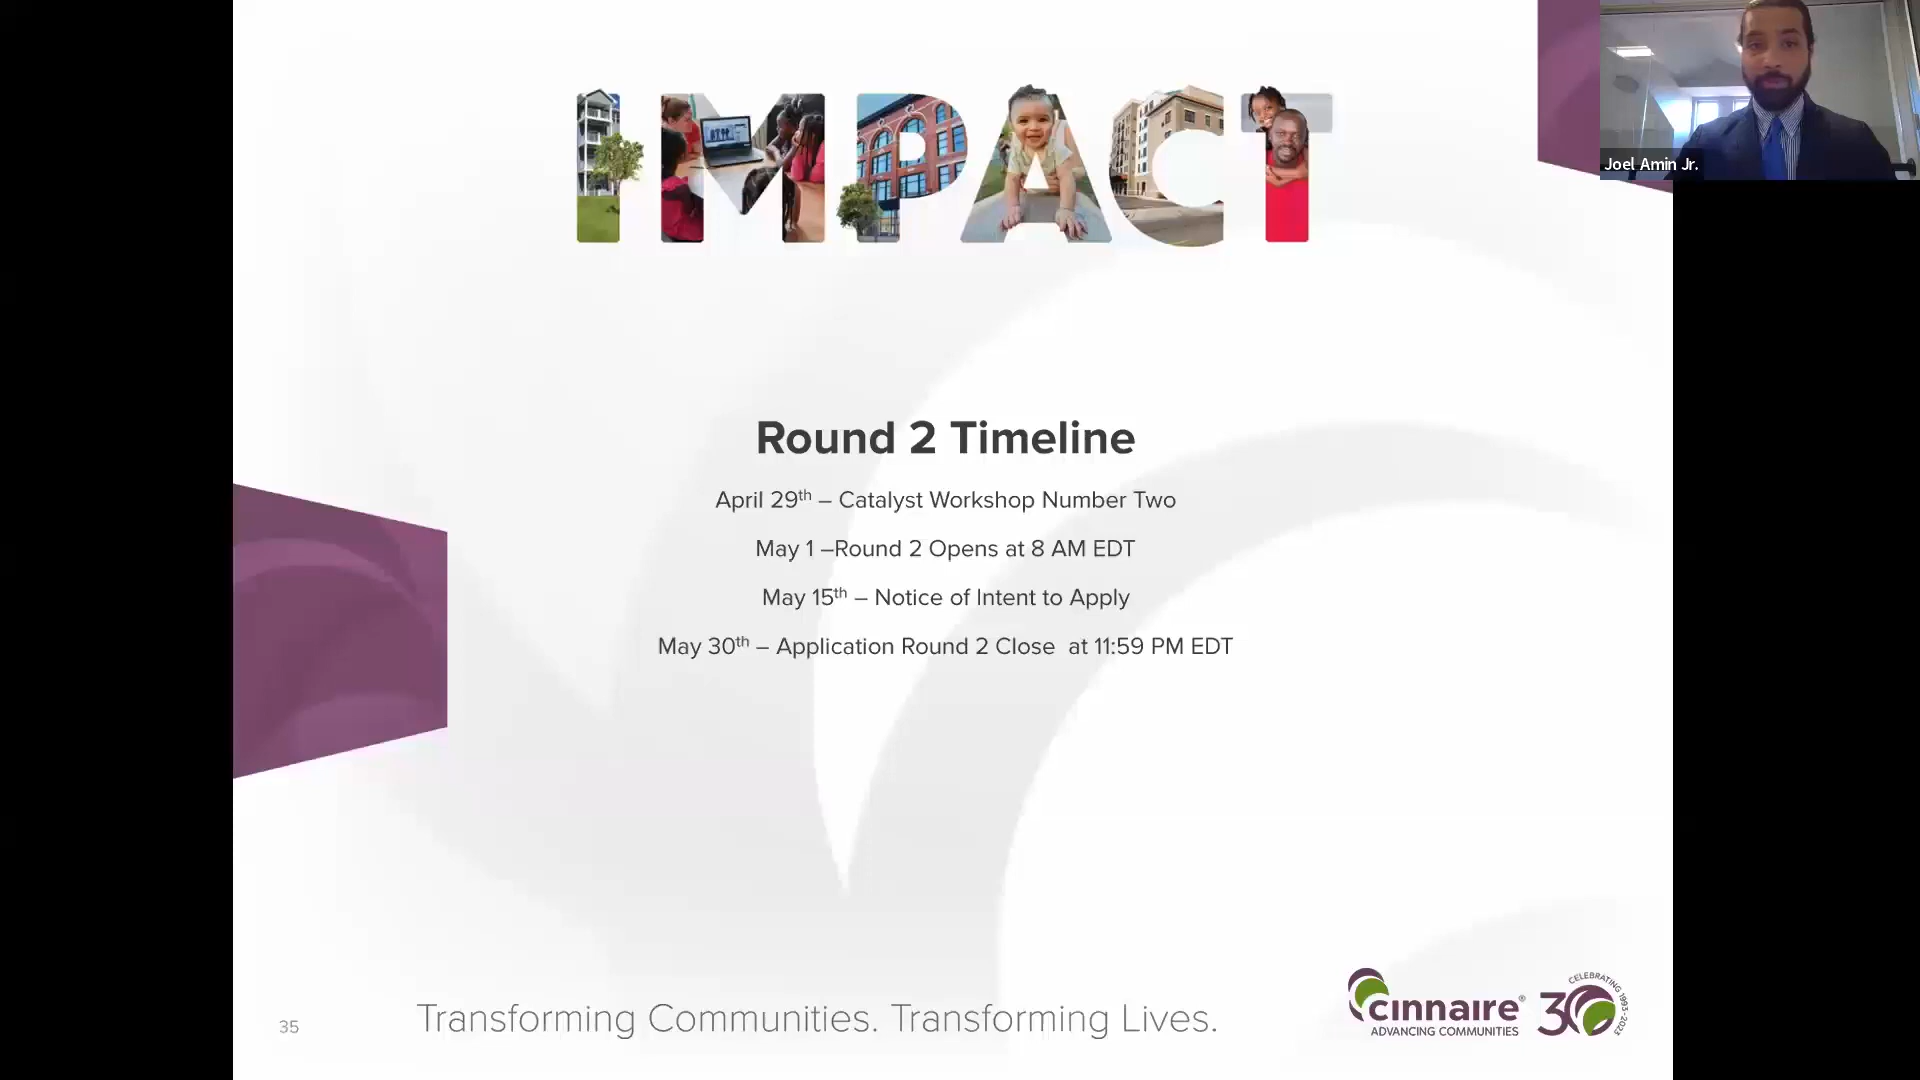 IMPACT
Joel Amin Jr.
Round 2 Timeline
April 29th – Catalyst Workshop Number Two
May 1 –Round 2 Opens at 8 AM EDT
May 15th – Notice of Intent to Apply
May 30th – Application Round 2 Close  at 11:59 PM EDT
35
Transforming Communities. Transforming Lives.
cinnaire®
ADVANCING COMMUNITIES
30
CELEBRATING 1993-2023